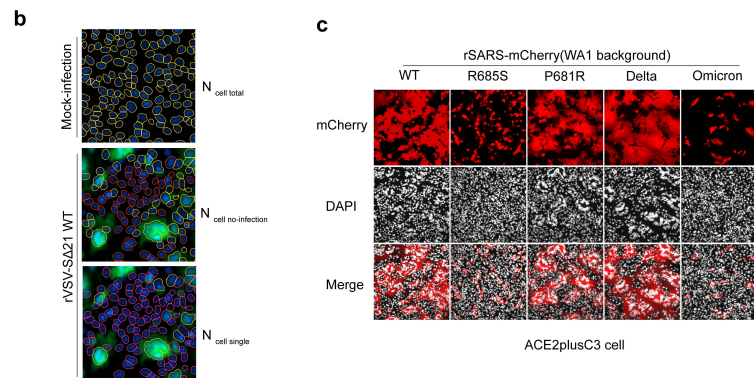 b
Mock-infection
N cell total
rVSV-SΔ21 WT
N cell no-infection
N cell single
c
rSARS-mCherry(WA1 background)
WT R685S P681R Delta Omicron
mCherry
DAPI
Merge
ACE2plusC3 cell